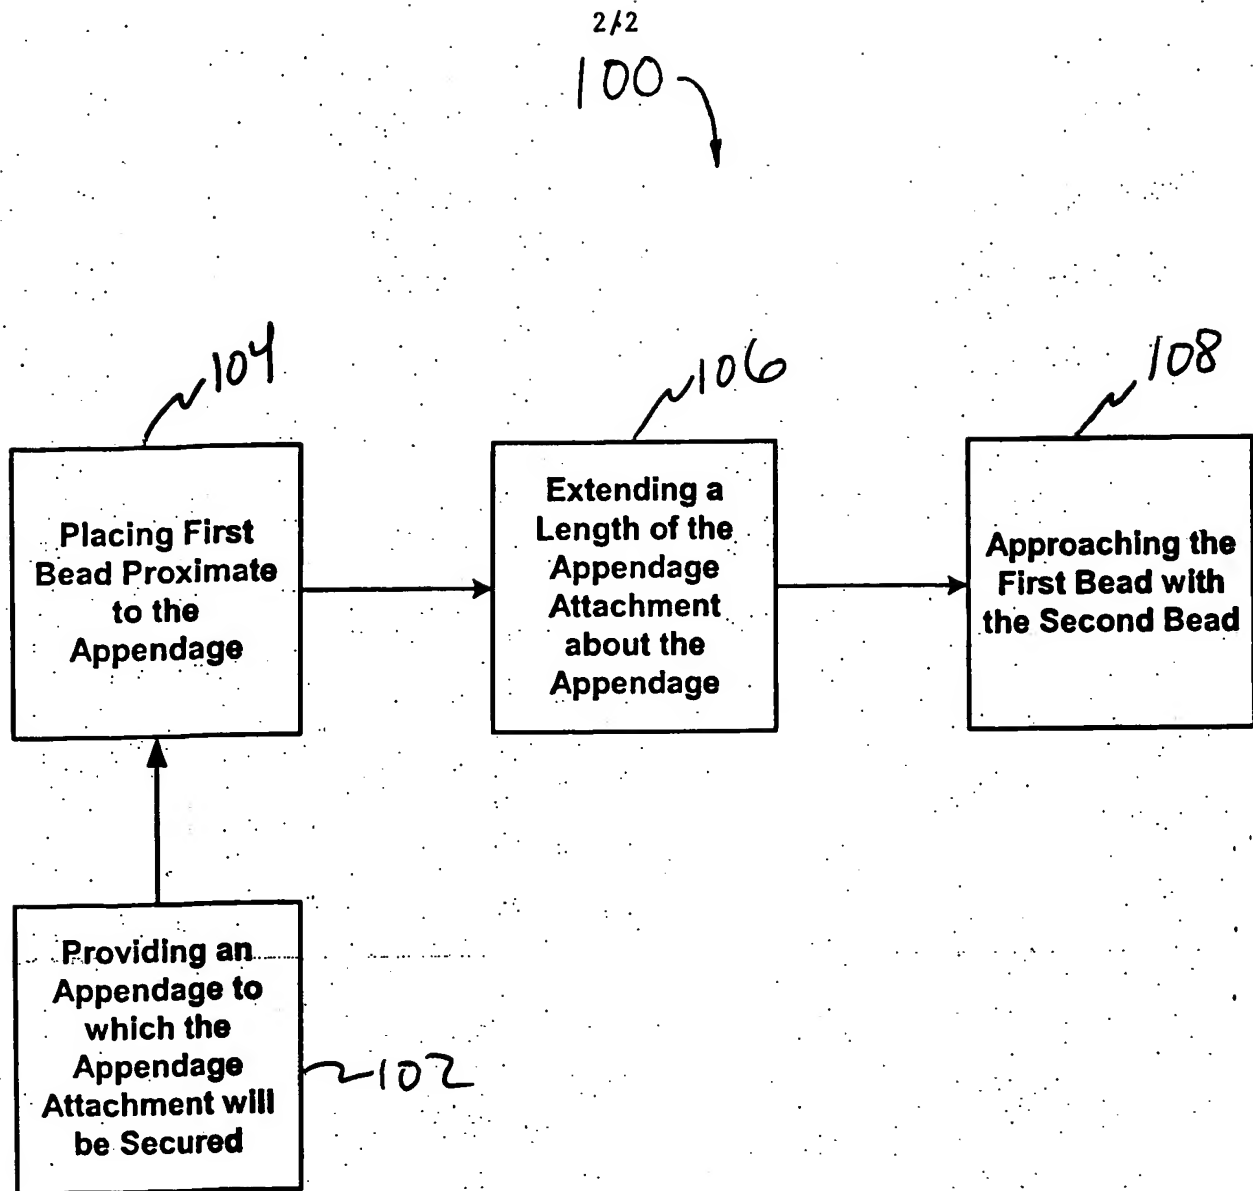 2/2
100
104
106
108
Placing First
Bead Proximate
to the
Appendage
Extending a
Length of the
Appendage
Attachment
about the
Appendage
Approaching the
First Bead with
the Second Bead
Providing an
Appendage to
which the
Appendage
Attachment will
be Secured
102